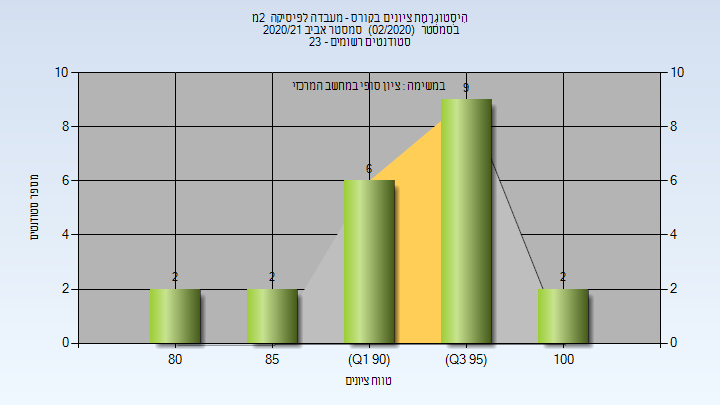 היסטוגרמת ציונים בקורס - מעבדה לפיסיקה 2מ
בסמסטר (02/2020) סמסטר אביב 2020/21
סטודנטים רשומים - 23
במשימה : ציון סופי במחשב המרכזי
10 10
8 8
6 6
4 4
2 2
0 0
2 2 6 9 2
80 85 (Q1 90) (Q3 95) 100
מספר סטודנטים
טווח ציונים